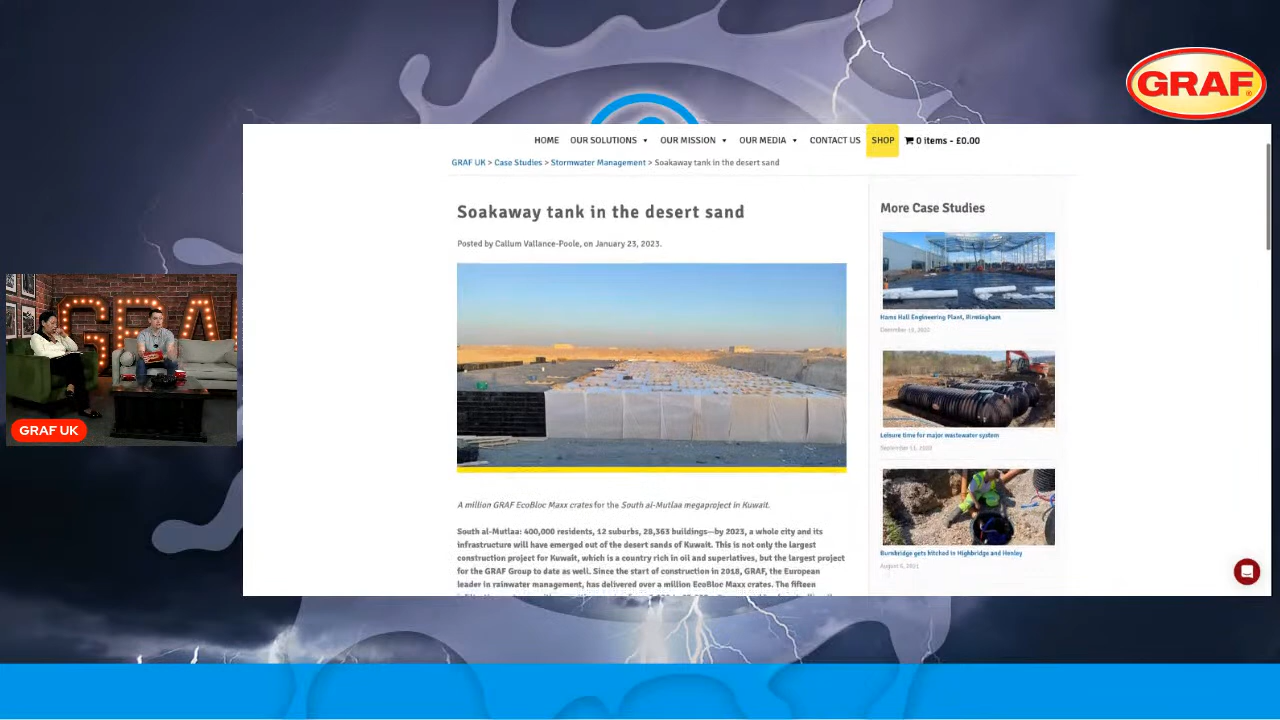 GRAF
HOME OUR SOLUTIONS OUR MISSION OUR MEDIA CONTACT US SHOP 0 items - £0.00
GRAF UK > Case Studies > Stormwater Management > Soakaway tank in the desert sand
Soakaway tank in the desert sand
Posted by Callum Vallance-Poole, on January 23, 2023.
A million GRAF EcoBloc Maxx crates for the South al-Mutlaa megaproject in Kuwait.
South al-Mutlaa: 400,000 residents, 12 suburbs, 28,363 buildings—by 2023, a whole city and its
infrastructure will have emerged out of the desert sands of Kuwait. This is not only the largest
construction project for Kuwait, which is a country rich in oil and superlatives, but the largest project
for the GRAF Group to date as well. Since the start of construction in 2018, GRAF, the European
leader in rainwater management, has delivered over a million EcoBloc Maxx crates. The fifteen
More Case Studies
Hams Hall Engineering Plant, Birmingham
Leisure time for major wastewater system
Burnbridge gets hitched in Highbridge and Henley
August 6, 2021
GRA
GRAF UK